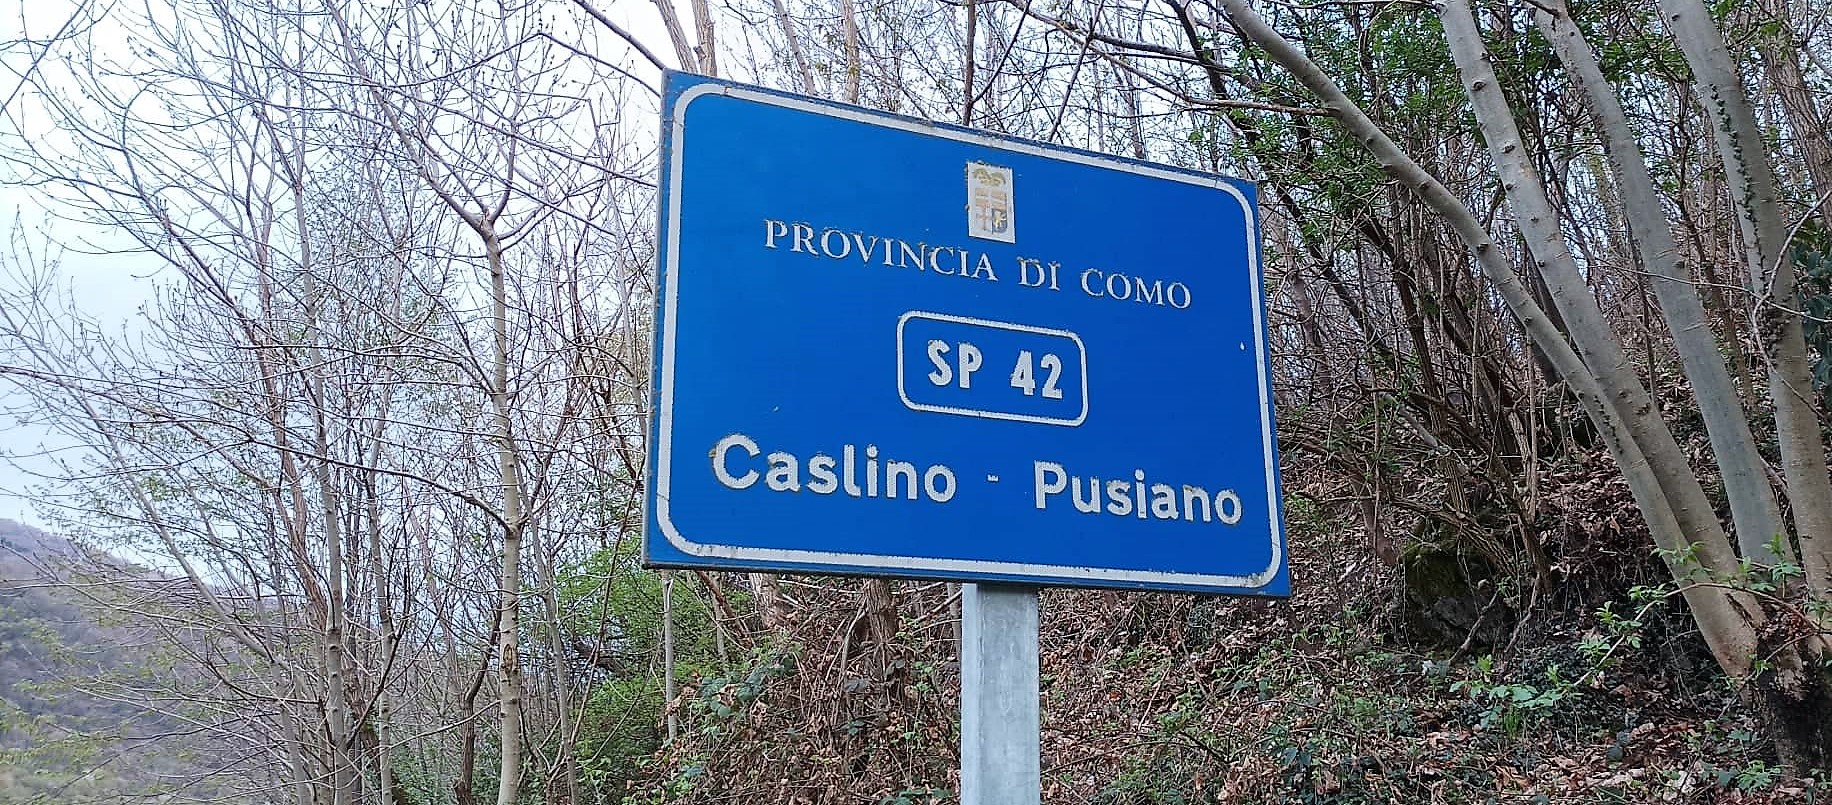 PROVINCIA DI COMO
SP 42
Caslino - Pusiano